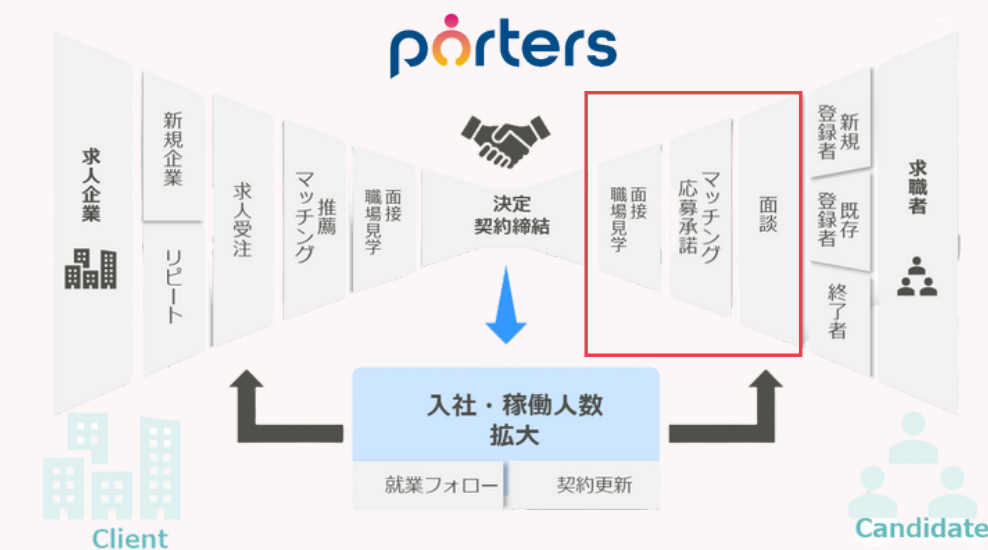 porters
求人企業
新規企業
リピート
求人受注
推薦
マッチング
面接
職場見学
決定
契約締結
面接
職場見学
マッチング
応募承諾
面談
新規
登録者
既存
登録者
終了者
求職者
入社・稼働人数
拡大
就業フォロー
契約更新
Client
Candidate